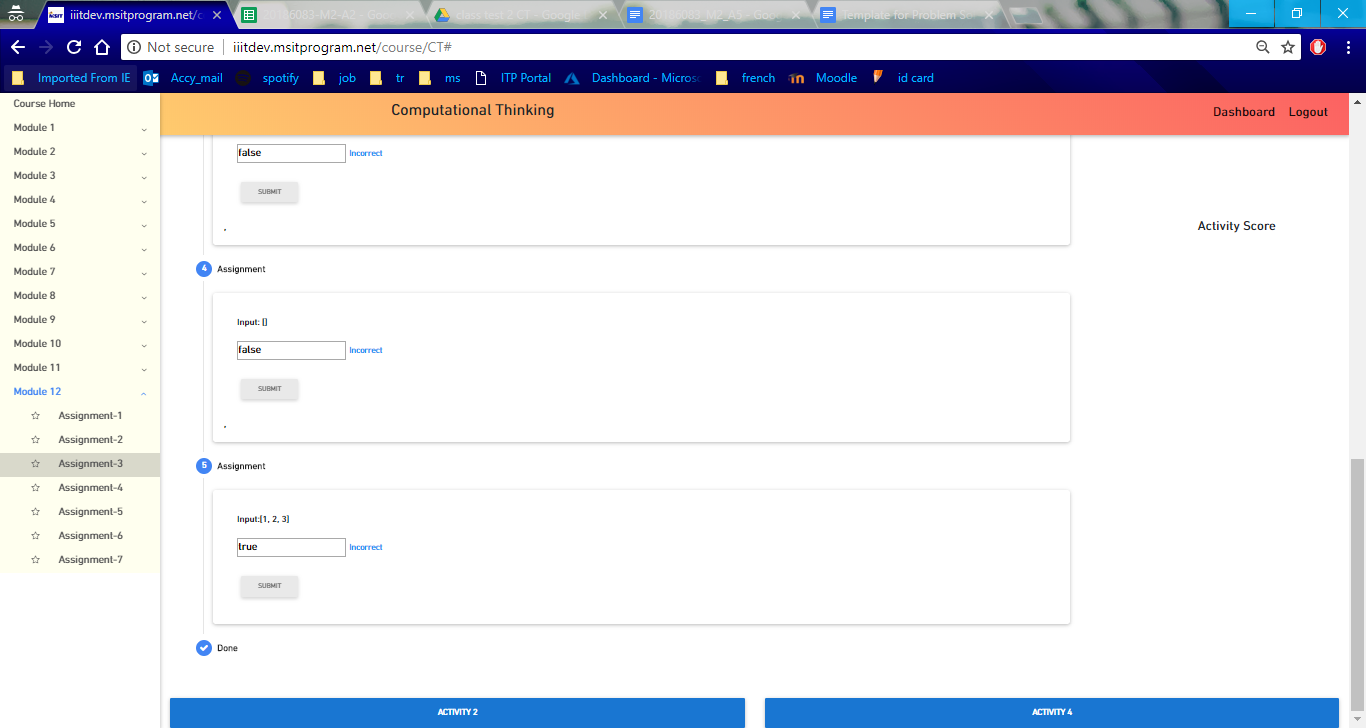 iiitdev.msitprogram.net/c
20176083-M2-A2 - Goo
class test 2 CT - Google
20176083_M2_A5 - Goo
Template for Problem So
Not secure
iiitdev.msitprogram.net/course/CT#
Imported From IE
Accy_mail
spotify
job
tr
ms
ITP Portal
Dashboard - Microso
french
Moodle
id card
Course Home
Module 1
Module 2
Module 3
Module 4
Module 5
Module 6
Module 7
Module 8
Module 9
Module 10
Module 11
Module 12
Assignment-1
Assignment-2
Assignment-3
Assignment-4
Assignment-5
Assignment-6
Assignment-7
Computational Thinking
Dashboard
Logout
false
Incorrect
SUBMIT
.
Activity Score
4 Assignment
Input: []
false
Incorrect
SUBMIT
.
5 Assignment
Input:[1, 2, 3]
true
Incorrect
SUBMIT
Done
ACTIVITY 2
ACTIVITY 4